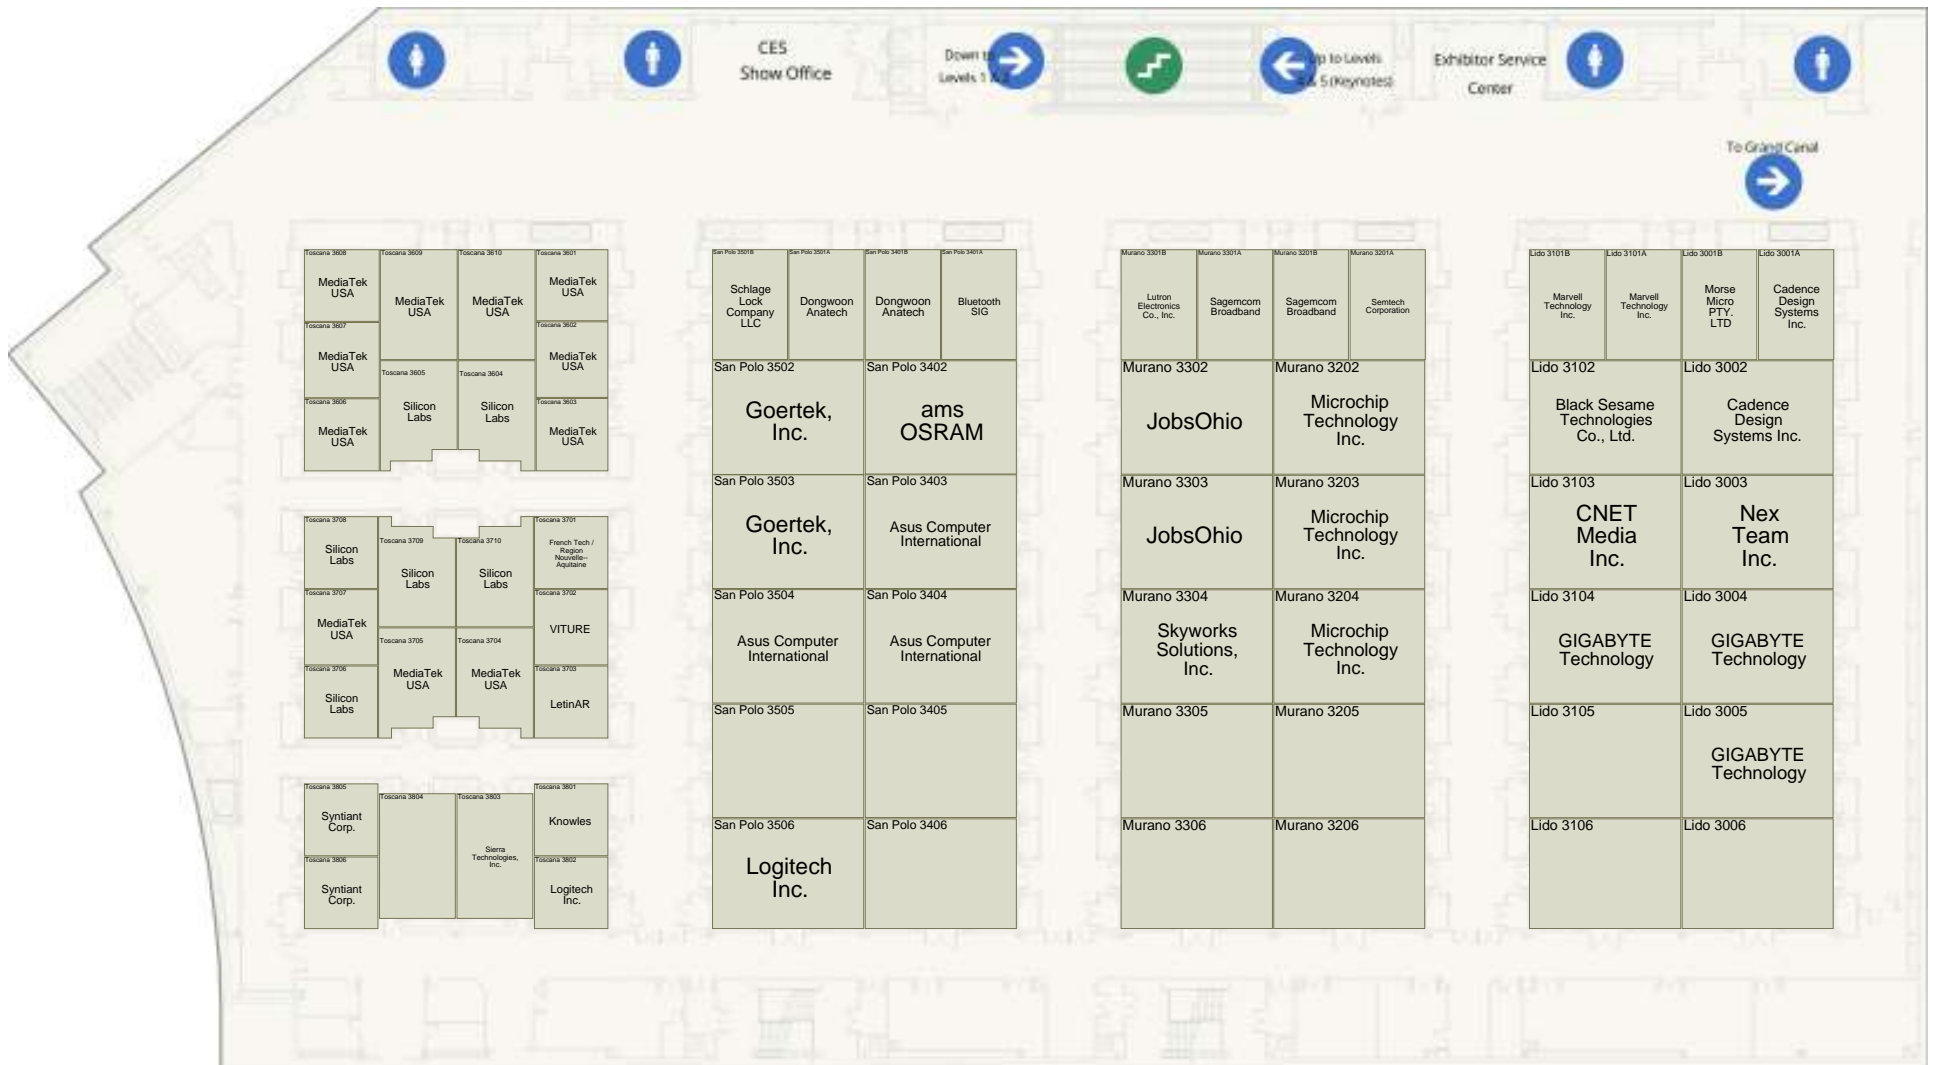 CES
Show Office
Down to
Levels 1 &
Up to Levels
& 5 (Keynotes)
Exhibitor Service
Center
To Grand Canal
Toscana 3608
MediaTek
USA
Toscana 3609
MediaTek
USA
Toscana 3610
MediaTek
USA
Toscana 3601
MediaTek
USA
Toscana 3607
MediaTek
USA
Toscana 3602
MediaTek
USA
Toscana 3605
Silicon
Labs
Toscana 3604
Silicon
Labs
Toscana 3606
MediaTek
USA
Toscana 3603
MediaTek
USA
Toscana 3708
Silicon
Labs
Toscana 3709
Silicon
Labs
Toscana 3710
Silicon
Labs
Toscana 3701
French Tech /
Region
Nouvelle–
Aquitaine
Toscana 3707
MediaTek
USA
Toscana 3702
VITURE
Toscana 3705
MediaTek
USA
Toscana 3704
MediaTek
USA
Toscana 3706
Silicon
Labs
Toscana 3703
LetinAR
Toscana 3805
Syntiant
Corp.
Toscana 3804
Toscana 3803
Sierra
Technologies,
Inc.
Toscana 3801
Knowles
Toscana 3806
Syntiant
Corp.
Toscana 3802
Logitech
Inc.
San Polo 3501B
Schlage
Lock
Company
LLC
San Polo 3501A
Dongwoon
Anatech
San Polo 3401B
Dongwoon
Anatech
San Polo 3401A
Bluetooth
SIG
San Polo 3502
Goertek,
Inc.
San Polo 3402
ams
OSRAM
San Polo 3503
Goertek,
Inc.
San Polo 3403
Asus Computer
International
San Polo 3504
Asus Computer
International
San Polo 3404
Asus Computer
International
San Polo 3505
San Polo 3405
San Polo 3506
Logitech
Inc.
San Polo 3406
Murano 3301B
Lutron
Electronics
Co., Inc.
Murano 3301A
Sagemcom
Broadband
Murano 3201B
Sagemcom
Broadband
Murano 3201A
Semtech
Corporation
Murano 3302
JobsOhio
Murano 3202
Microchip
Technology
Inc.
Murano 3303
JobsOhio
Murano 3203
Microchip
Technology
Inc.
Murano 3304
Skyworks
Solutions,
Inc.
Murano 3204
Microchip
Technology
Inc.
Murano 3305
Murano 3205
Murano 3306
Murano 3206
Lido 3101B
Marvell
Technology
Inc.
Lido 3101A
Marvell
Technology
Inc.
Lido 3001B
Morse
Micro
PTY.
LTD
Lido 3001A
Cadence
Design
Systems
Inc.
Lido 3102
Black Sesame
Technologies
Co., Ltd.
Lido 3002
Cadence
Design
Systems Inc.
Lido 3103
CNET
Media
Inc.
Lido 3003
Nex
Team
Inc.
Lido 3104
GIGABYTE
Technology
Lido 3004
GIGABYTE
Technology
Lido 3105
Lido 3005
GIGABYTE
Technology
Lido 3106
Lido 3006